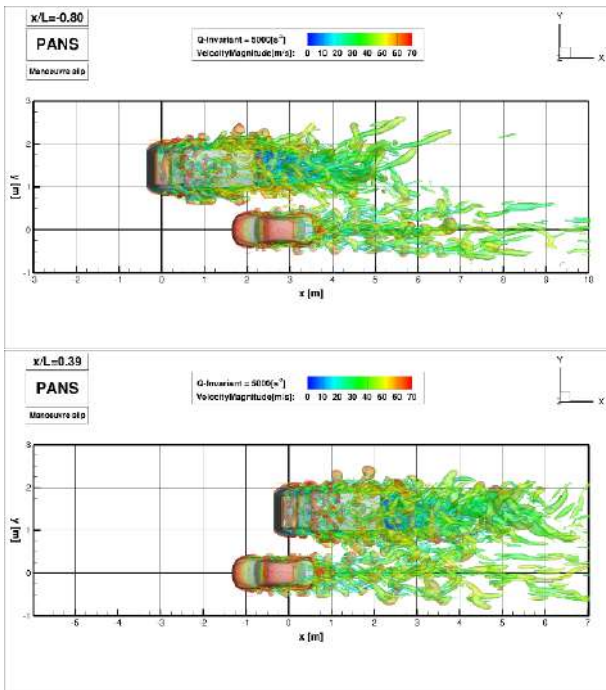 x/L=-0.80
PANS
Manoeuvre slip
Q-Invariant = 5000[s-2]
VelocityMagnitude[m/s]: 0 10 20 30 40 50 60 70
Y
X
3
2
1
0
-1
y [m]
-3 -2 -1 0 1 2 3 4 5 6 7 8 9 10
x [m]
x/L=0.39
PANS
Manoeuvre slip
Q-Invariant = 5000[s-2]
VelocityMagnitude[m/s]: 0 10 20 30 40 50 60 70
Y
X
3
2
1
0
-1
y [m]
-5 -4 -3 -2 -1 0 1 2 3 4 5 6 7
x [m]